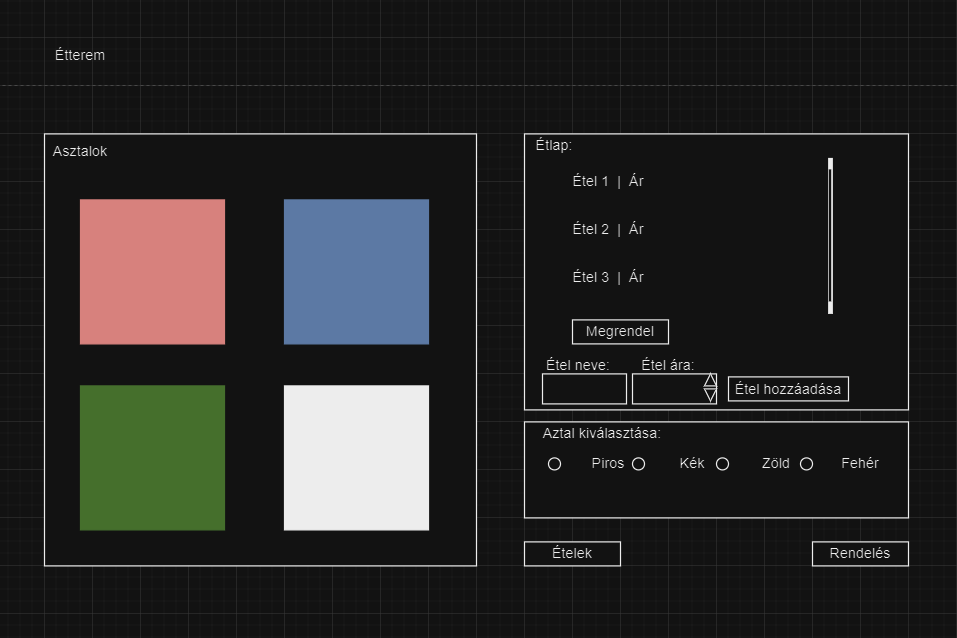 Étterem
Asztalok
Étlap:
Étel 1 | Ár
Étel 2 | Ár
Étel 3 | Ár
Megrendel
Étel neve: Étel ára:
Étel hozzáadása
Aztal kiválasztása:
Piros Kék Zöld Fehér
Ételek Rendelés